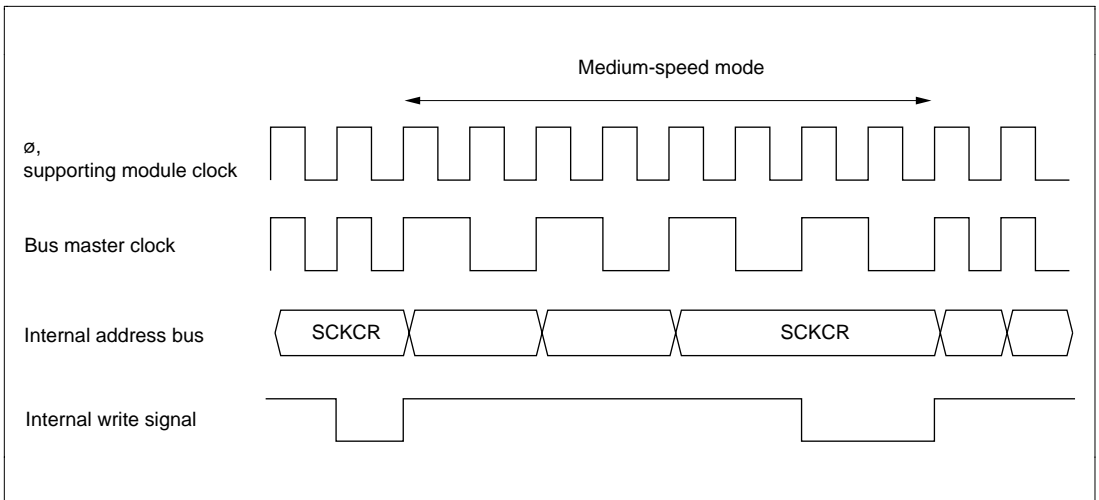 Medium-speed mode
ø,
supporting module clock
Bus master clock
Internal address bus
SCKCR
SCKCR
Internal write signal